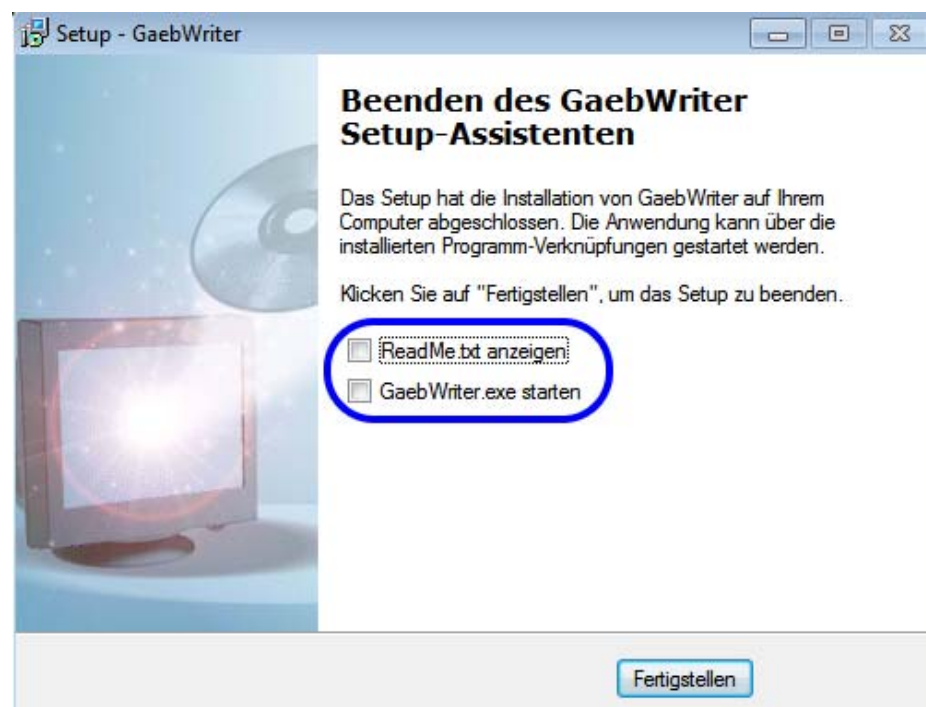 Setup - GaebWriter
Beenden des GaebWriter
Setup-Assistenten
Das Setup hat die Installation von GaebWriter auf Ihrem
Computer abgeschlossen. Die Anwendung kann über die
installierten Programm-Verknüpfungen gestartet werden.
Klicken Sie auf "Fertigstellen", um das Setup zu beenden.
ReadMe.txt anzeigen
GaebWriter.exe starten
Fertigstellen